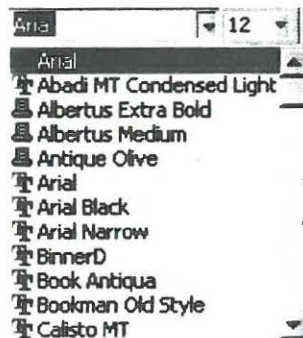 Arial 12
Arial
Abadi MT Condensed Light
Albertus Extra Bold
Albertus Medium
Antique Olive
Arial
Arial Black
Arial Narrow
BinnerD
Book Antiqua
Bookman Old Style
Calisto MT